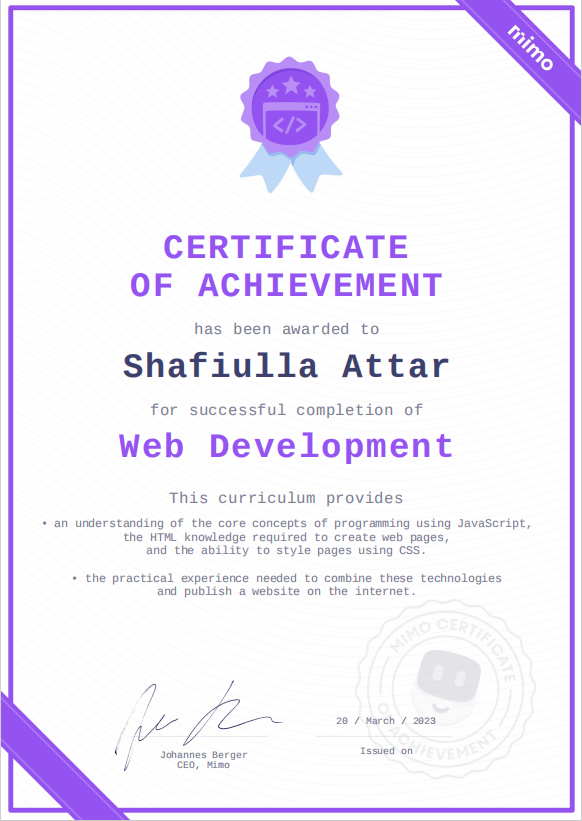 mimo
</>
CERTIFICATE
OF ACHIEVEMENT
has been awarded to
Shafiulla Attar
for successful completion of
Web Development
This curriculum provides
• an understanding of the core concepts of programming using JavaScript,
the HTML knowledge required to create web pages,
and the ability to style pages using CSS.
• the practical experience needed to combine these technologies
and publish a website on the internet.
MIMO CERTIFICATE
OF ACHIEVEMENT
20 / March / 2023
Johannes Berger
CEO, Mimo
Issued on